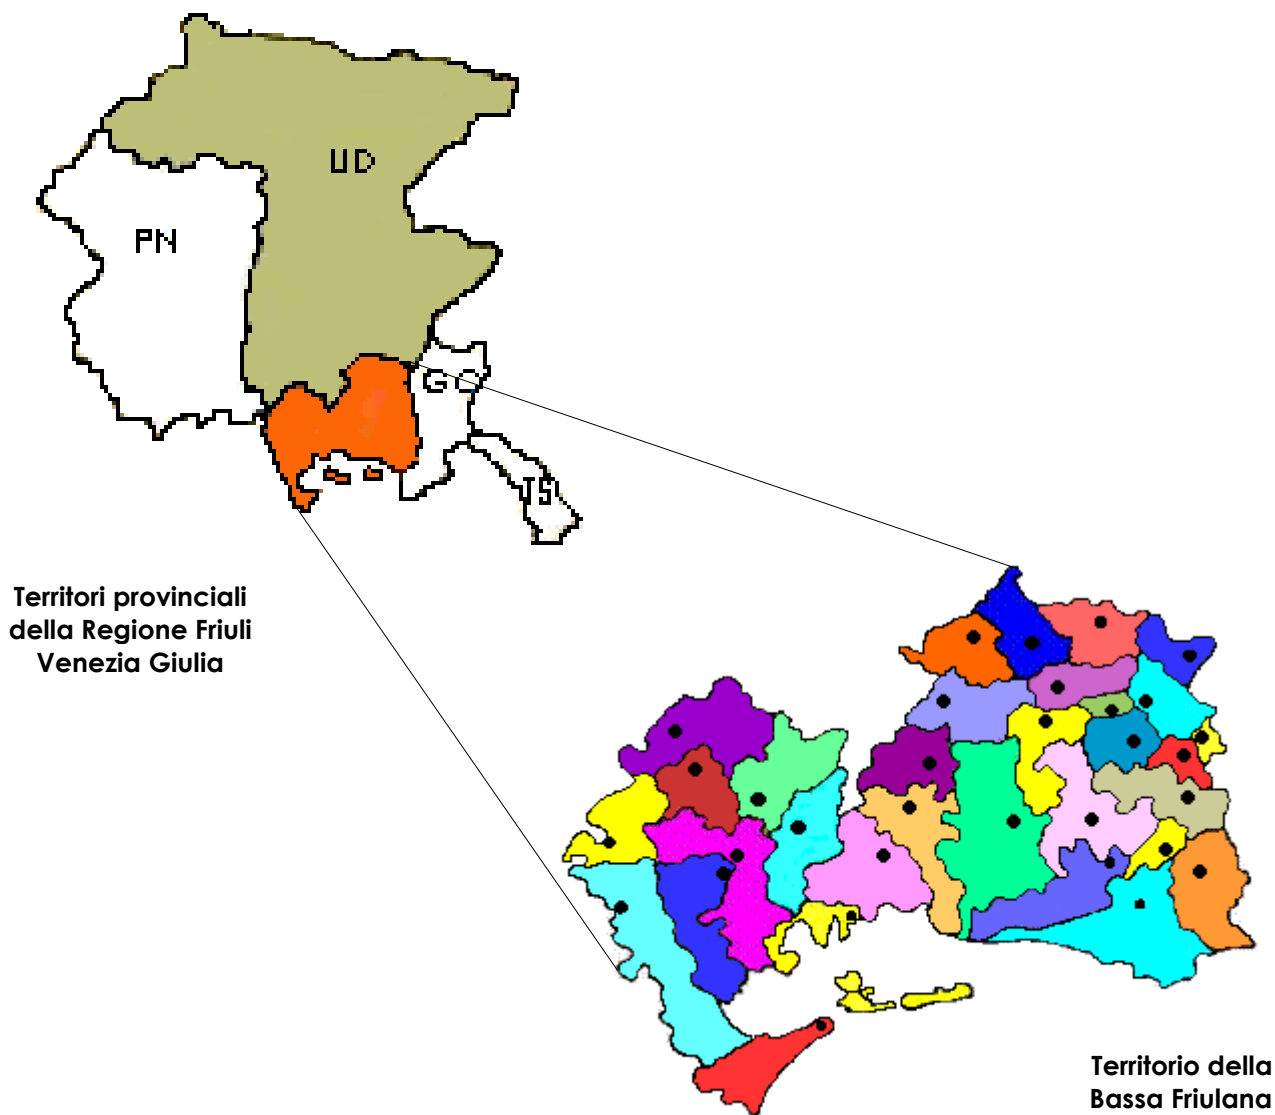 UD
PN
GO
TS
Territori provinciali
della Regione Friuli
Venezia Giulia
Territorio della
Bassa Friulana